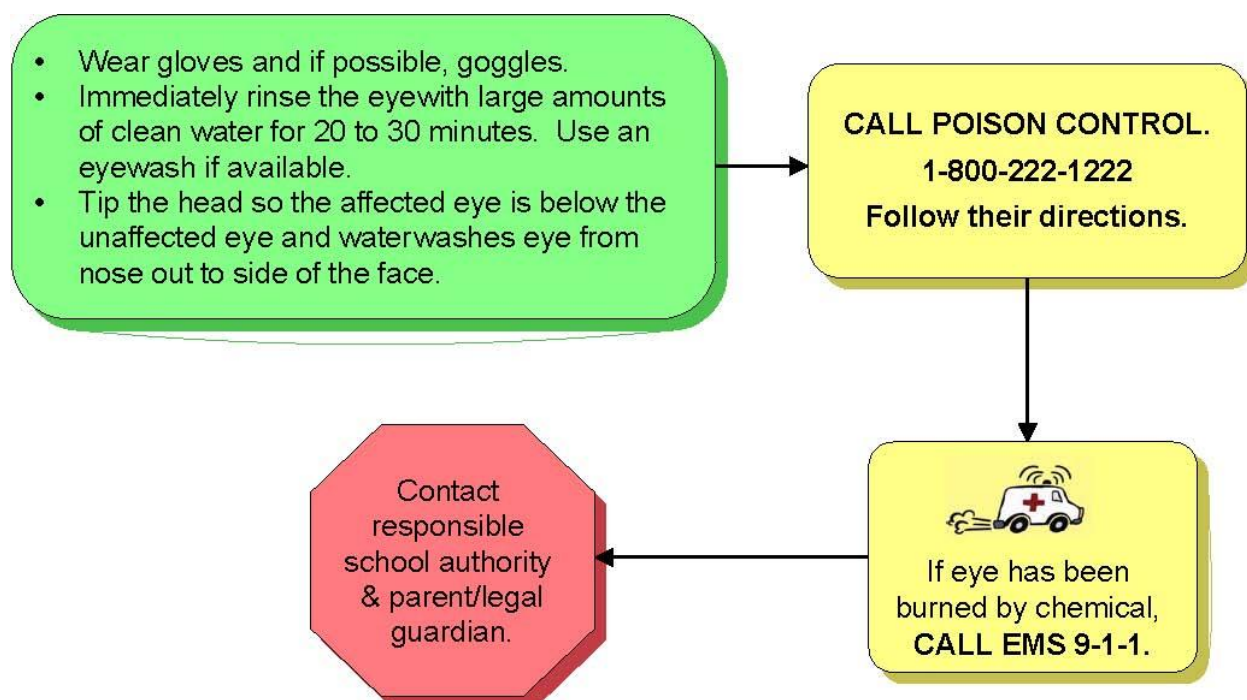 • Wear gloves and if possible, goggles.
• Immediately rinse the eyewith large amounts
of clean water for 20 to 30 minutes. Use an
eyewash if available.
• Tip the head so the affected eye is below the
unaffected eye and waterwashes eye from
nose out to side of the face.
CALL POISON CONTROL.
1-800-222-1222
Follow their directions.
If eye has been
burned by chemical,
CALL EMS 9-1-1.
Contact
responsible
school authority
& parent/legal
guardian.